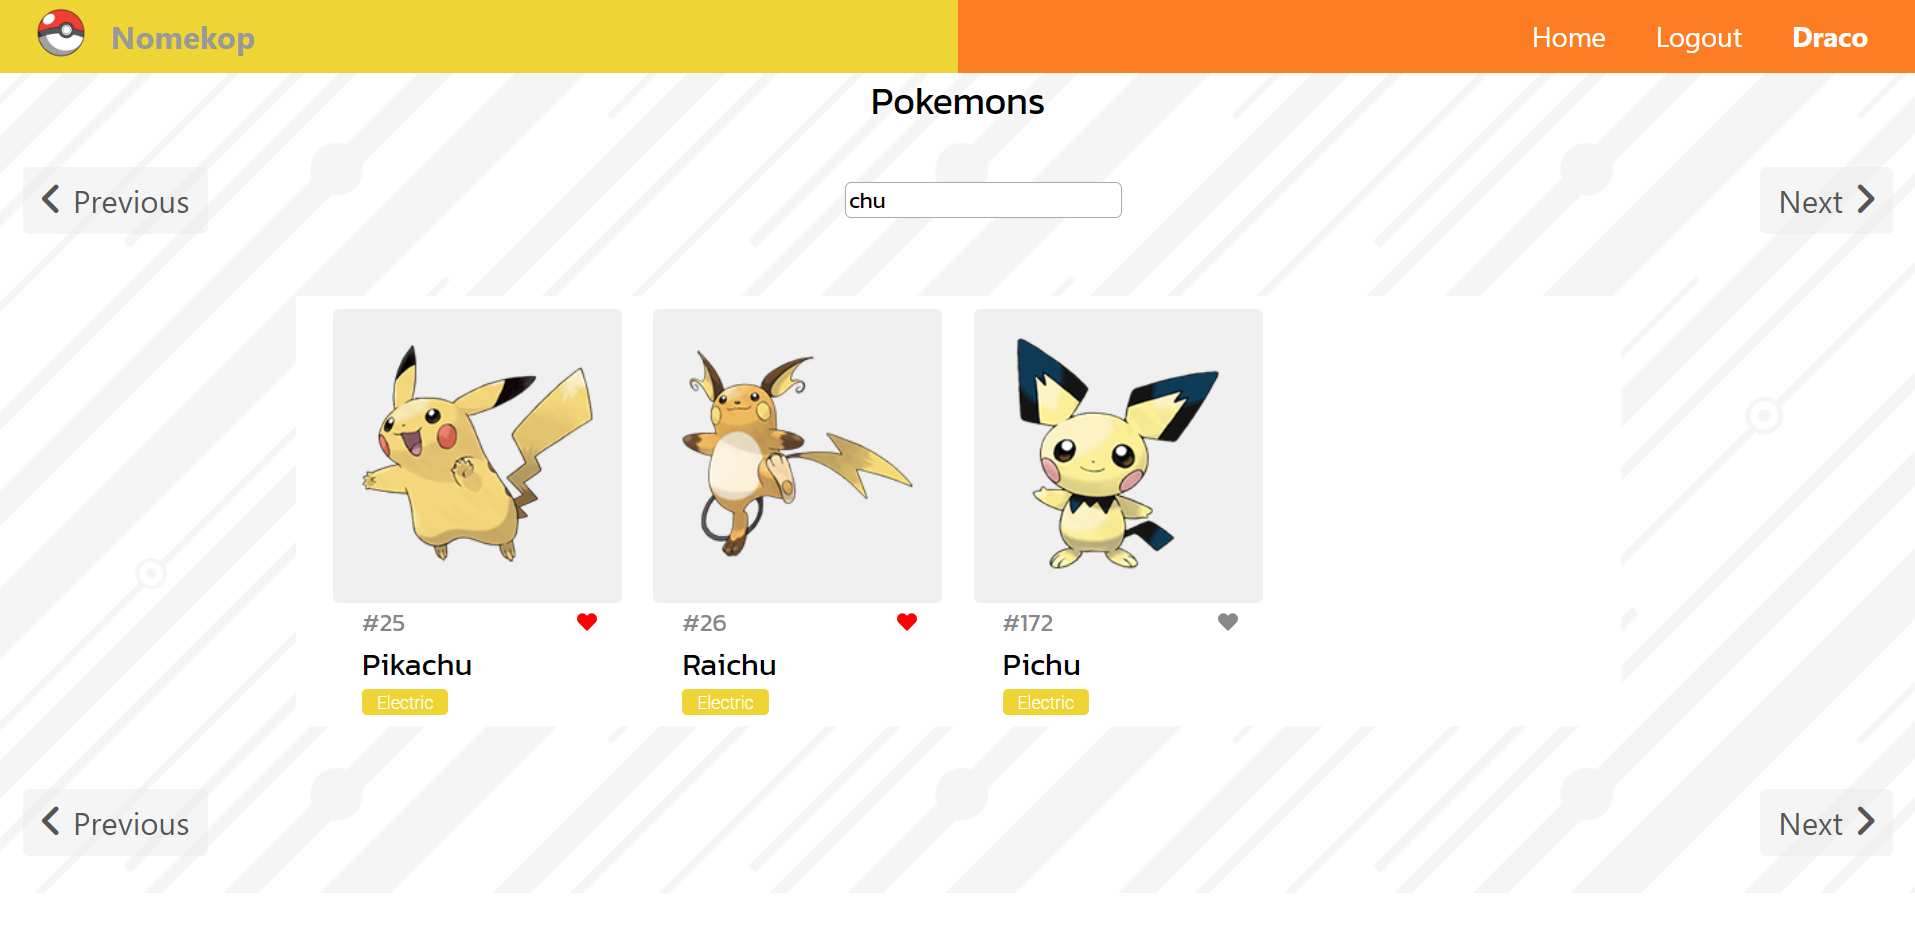 Nomekop
Home Logout Draco
Pokemons
Previous
chu
Next
#25
Pikachu
Electric
#26
Raichu
Electric
#172
Pichu
Electric
Previous
Next